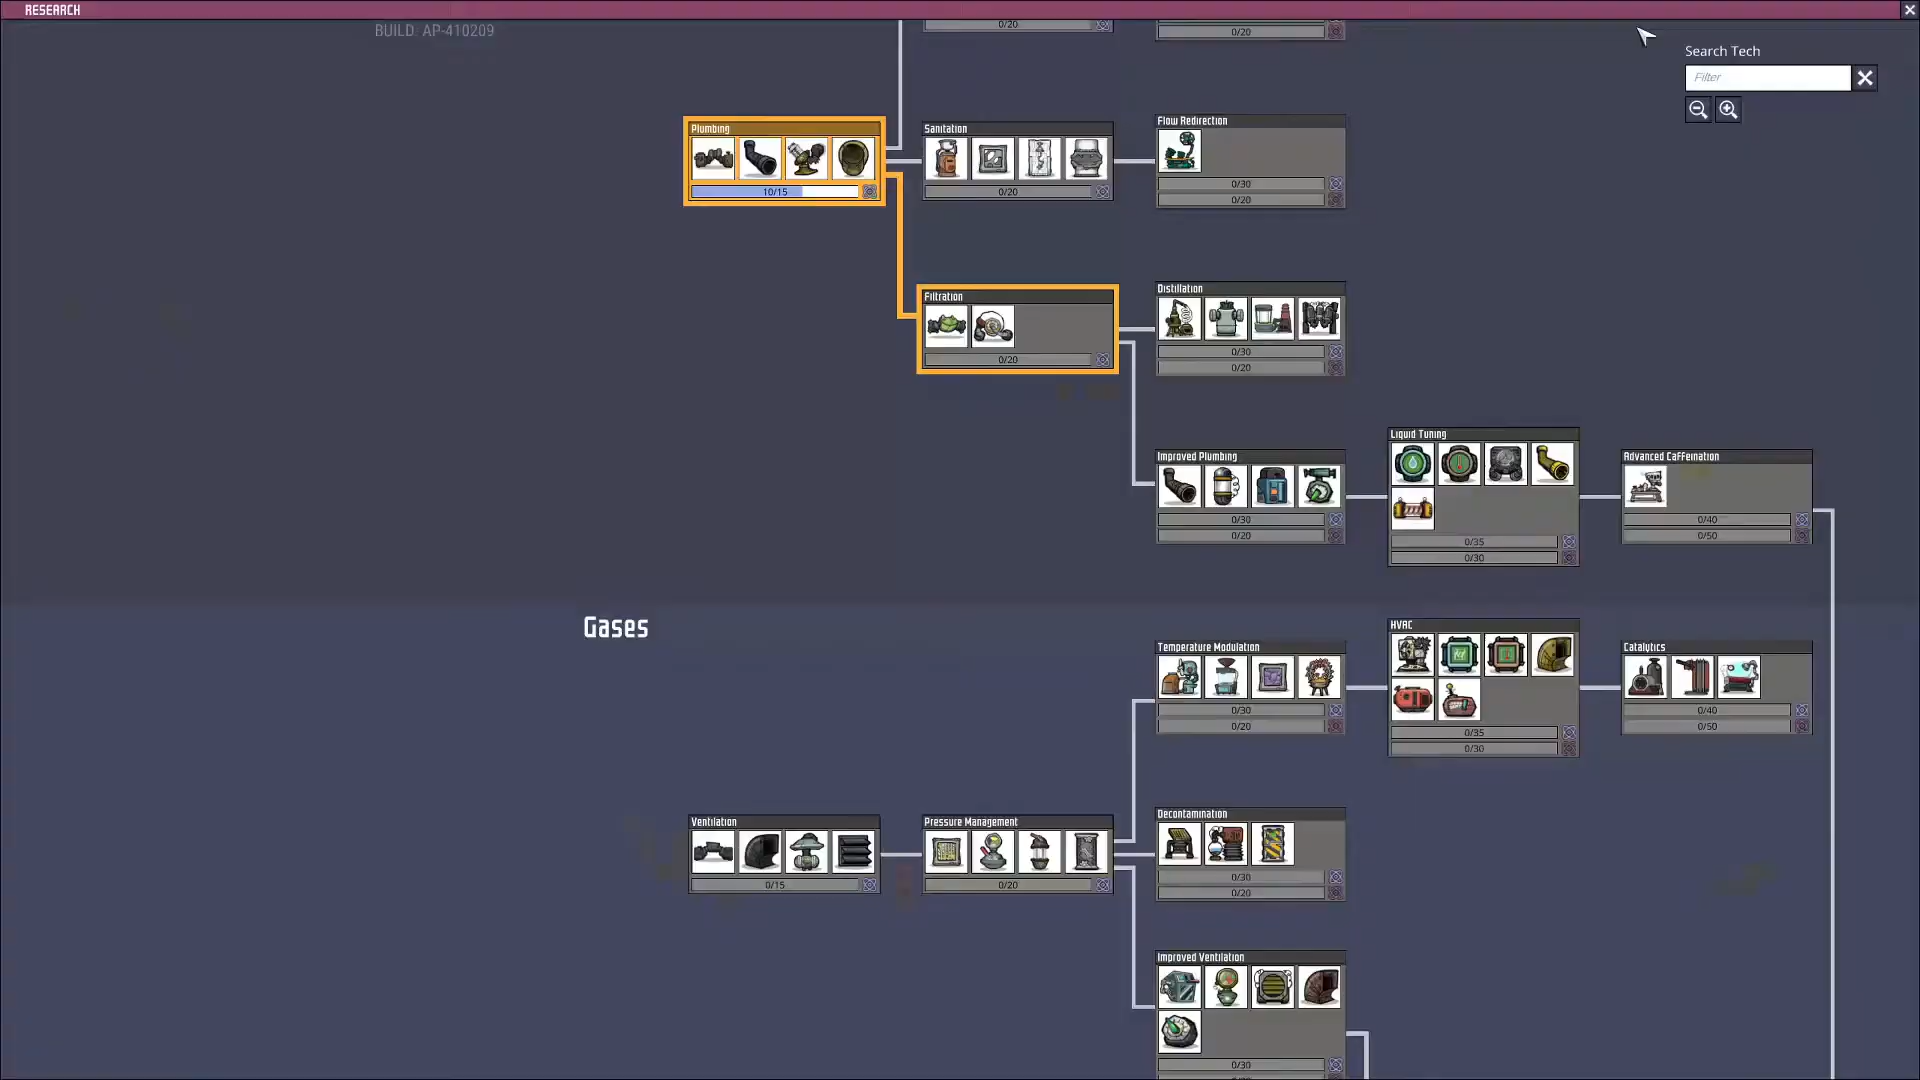 RESEARCH
BUILD: AP-410209
Search Tech
Filter
0/20
0/20
Plumbing
10/15
Sanitation
0/20
Flow Redirection
0/30
0/20
Filtration
0/20
Distillation
0/30
0/20
Improved Plumbing
0/30
0/20
Liquid Tuning
0/35
0/30
Advanced Caffeination
0/40
0/50
Gases
Temperature Modulation
0/30
0/20
HVAC
0/35
0/30
Catalytics
0/40
0/50
Ventilation
0/15
Pressure Management
0/20
Decontamination
0/30
0/20
Improved Ventilation
0/30